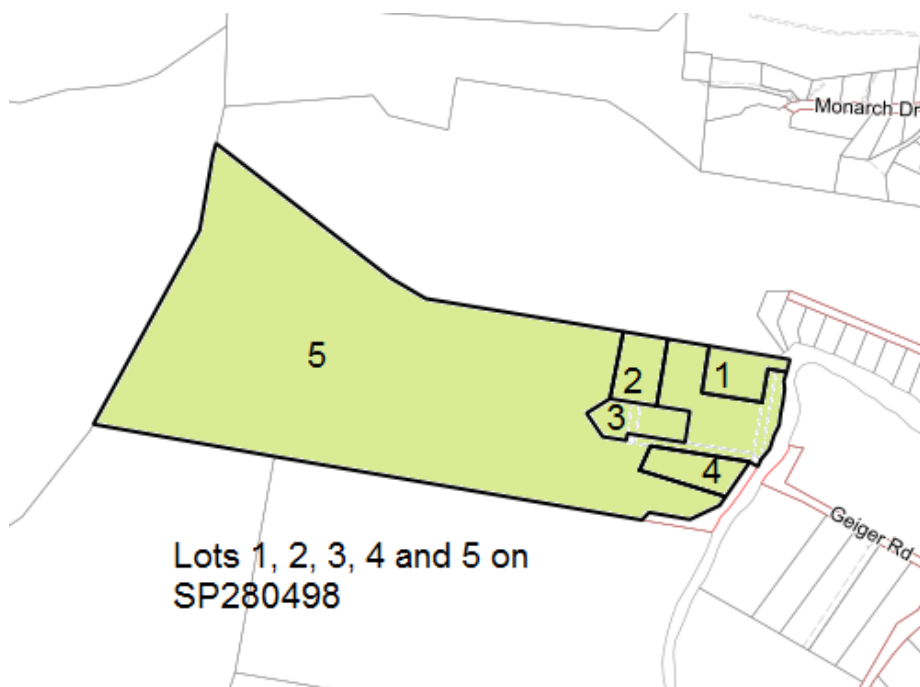 Monarch Dr
5
1
2
3
4
Geiger Rd
Lots 1, 2, 3, 4 and 5 on
SP280498